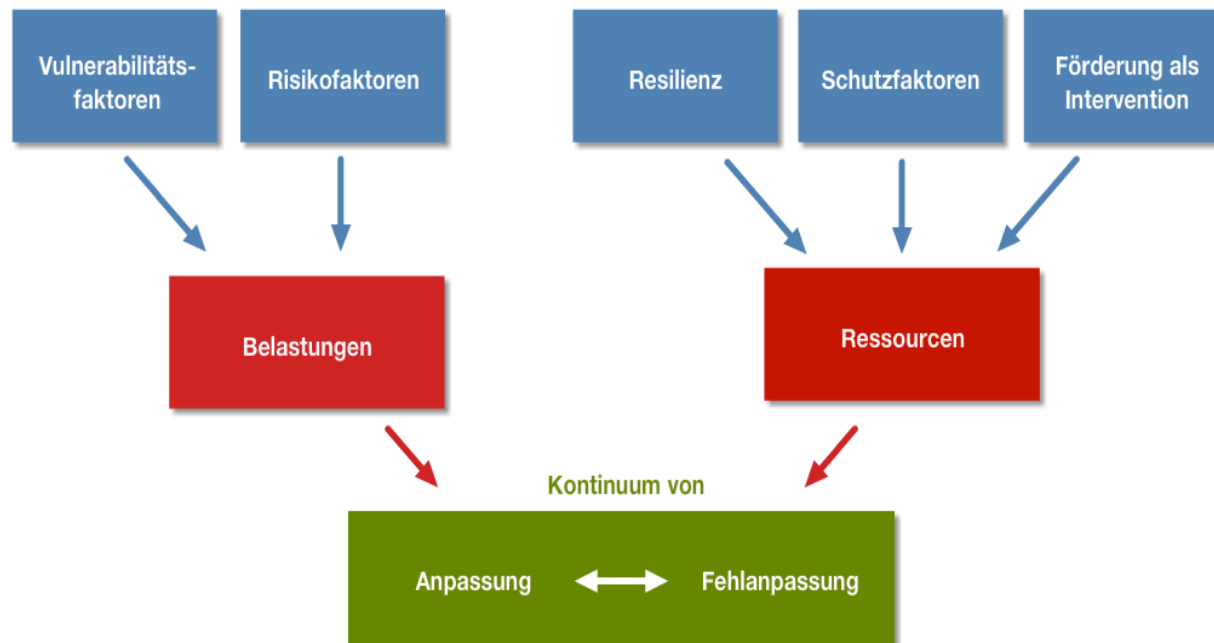 Vulnerabilitäts-
faktoren
Risikofaktoren
Resilienz
Schutzfaktoren
Förderung als
Intervention
Belastungen
Ressourcen
Kontinuum von
Anpassung
Fehlanpassung